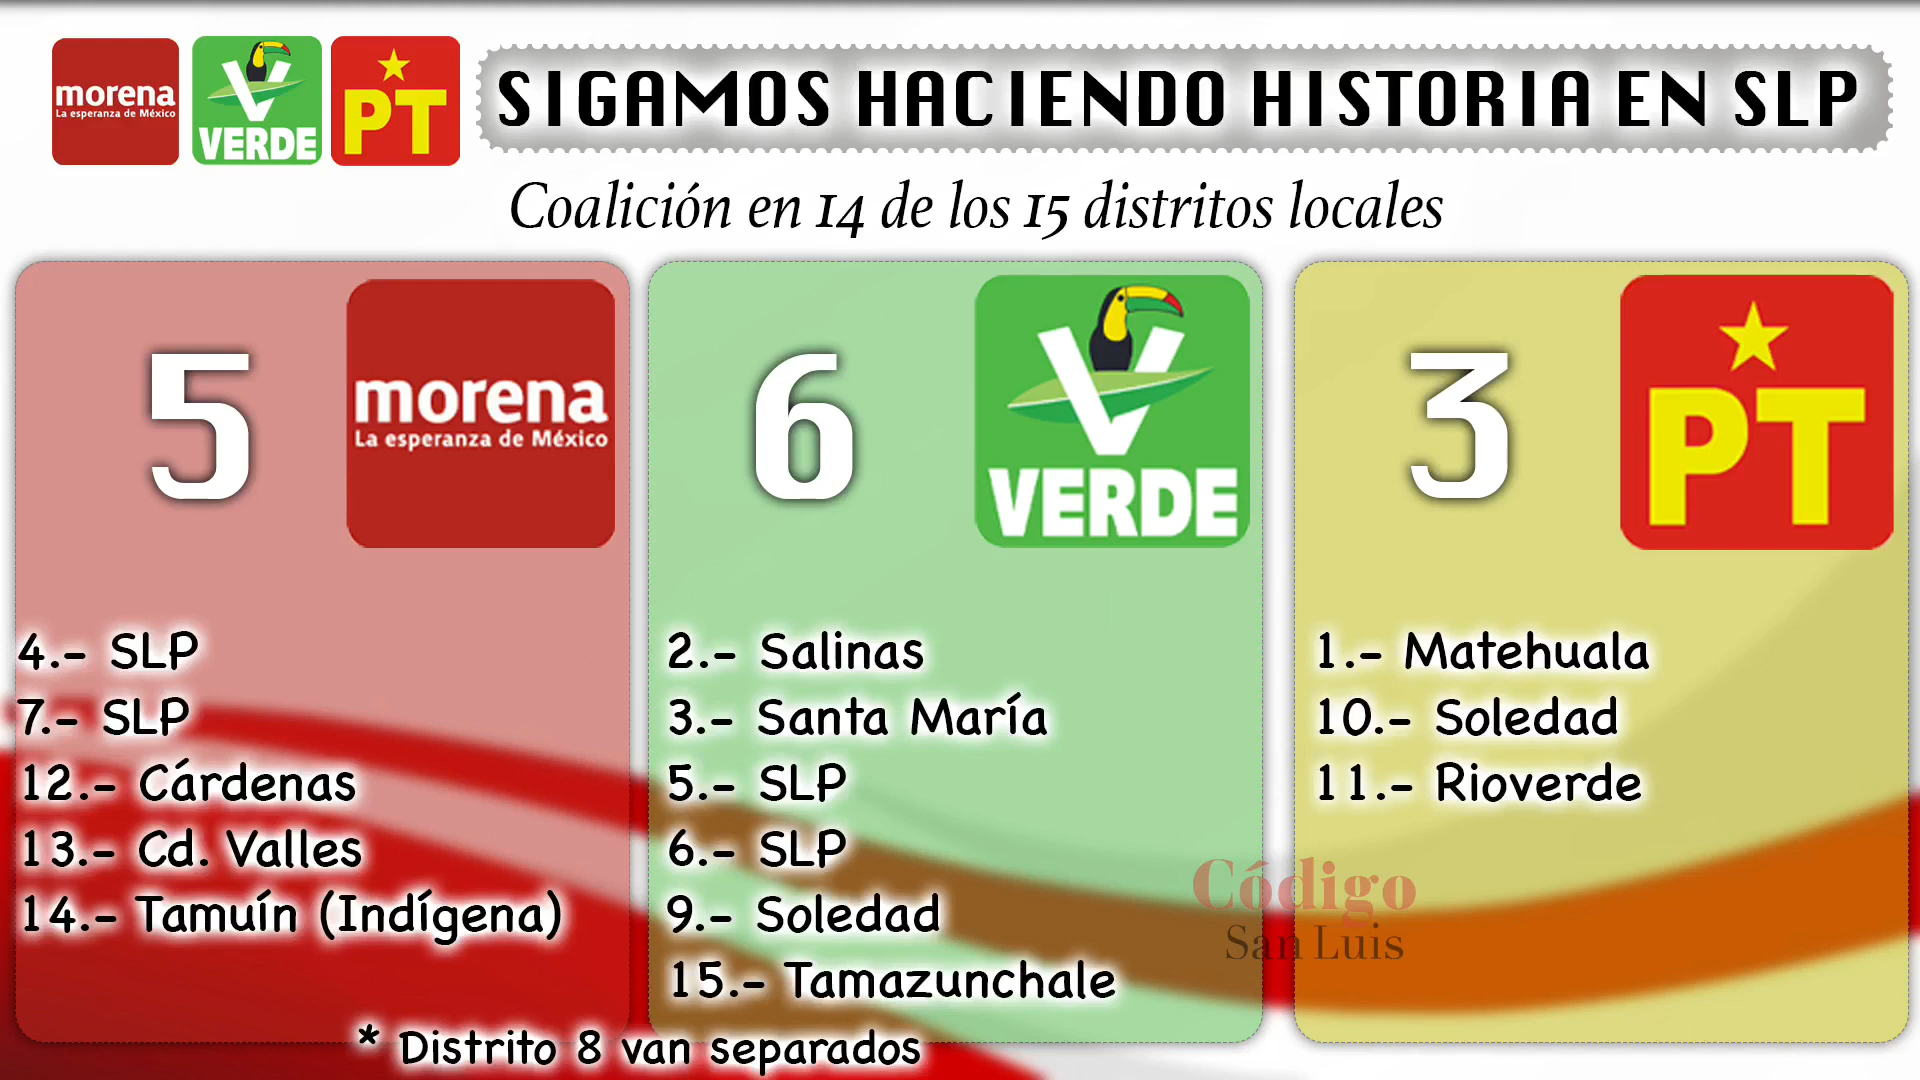 morena
La esperanza de México
VERDE
PT
SIGAMOS HACIENDO HISTORIA EN SLP
Coalición en 14 de los 15 distritos locales
5
morena
La esperanza de México
4.- SLP
7.- SLP
12.- Cárdenas
13.- Cd. Valles
14.- Tamuín (Indígena)
6
VERDE
2.- Salinas
3.- Santa María
5.- SLP
6.- SLP
9.- Soledad
15.- Tamazunchale
3
PT
1.- Matehuala
10.- Soledad
11.- Rioverde
Código
San Luis
* Distrito 8 van separados